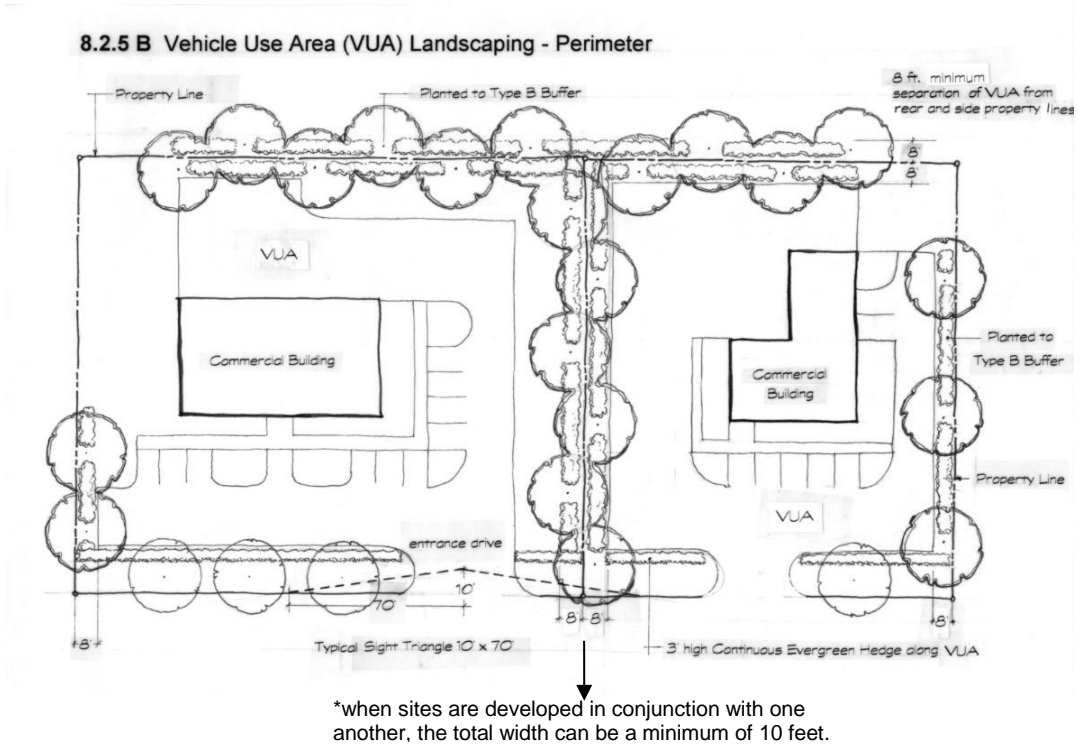 8.2.5 B Vehicle Use Area (VUA) Landscaping - Perimeter
Property Line
Planted to Type B Buffer
8 ft. minimum
separation of VUA from
rear and side property lines
8'
8'
VUA
Commercial Building
Commercial
Building
Planted to
Type B Buffer
Property Line
VUA
entrance drive
10'
70'
8'
8'
8'
8'
Typical Sight Triangle 10' x 70'
3' high Continuous Evergreen Hedge along VUA
*when sites are developed in conjunction with one
another, the total width can be a minimum of 10 feet.